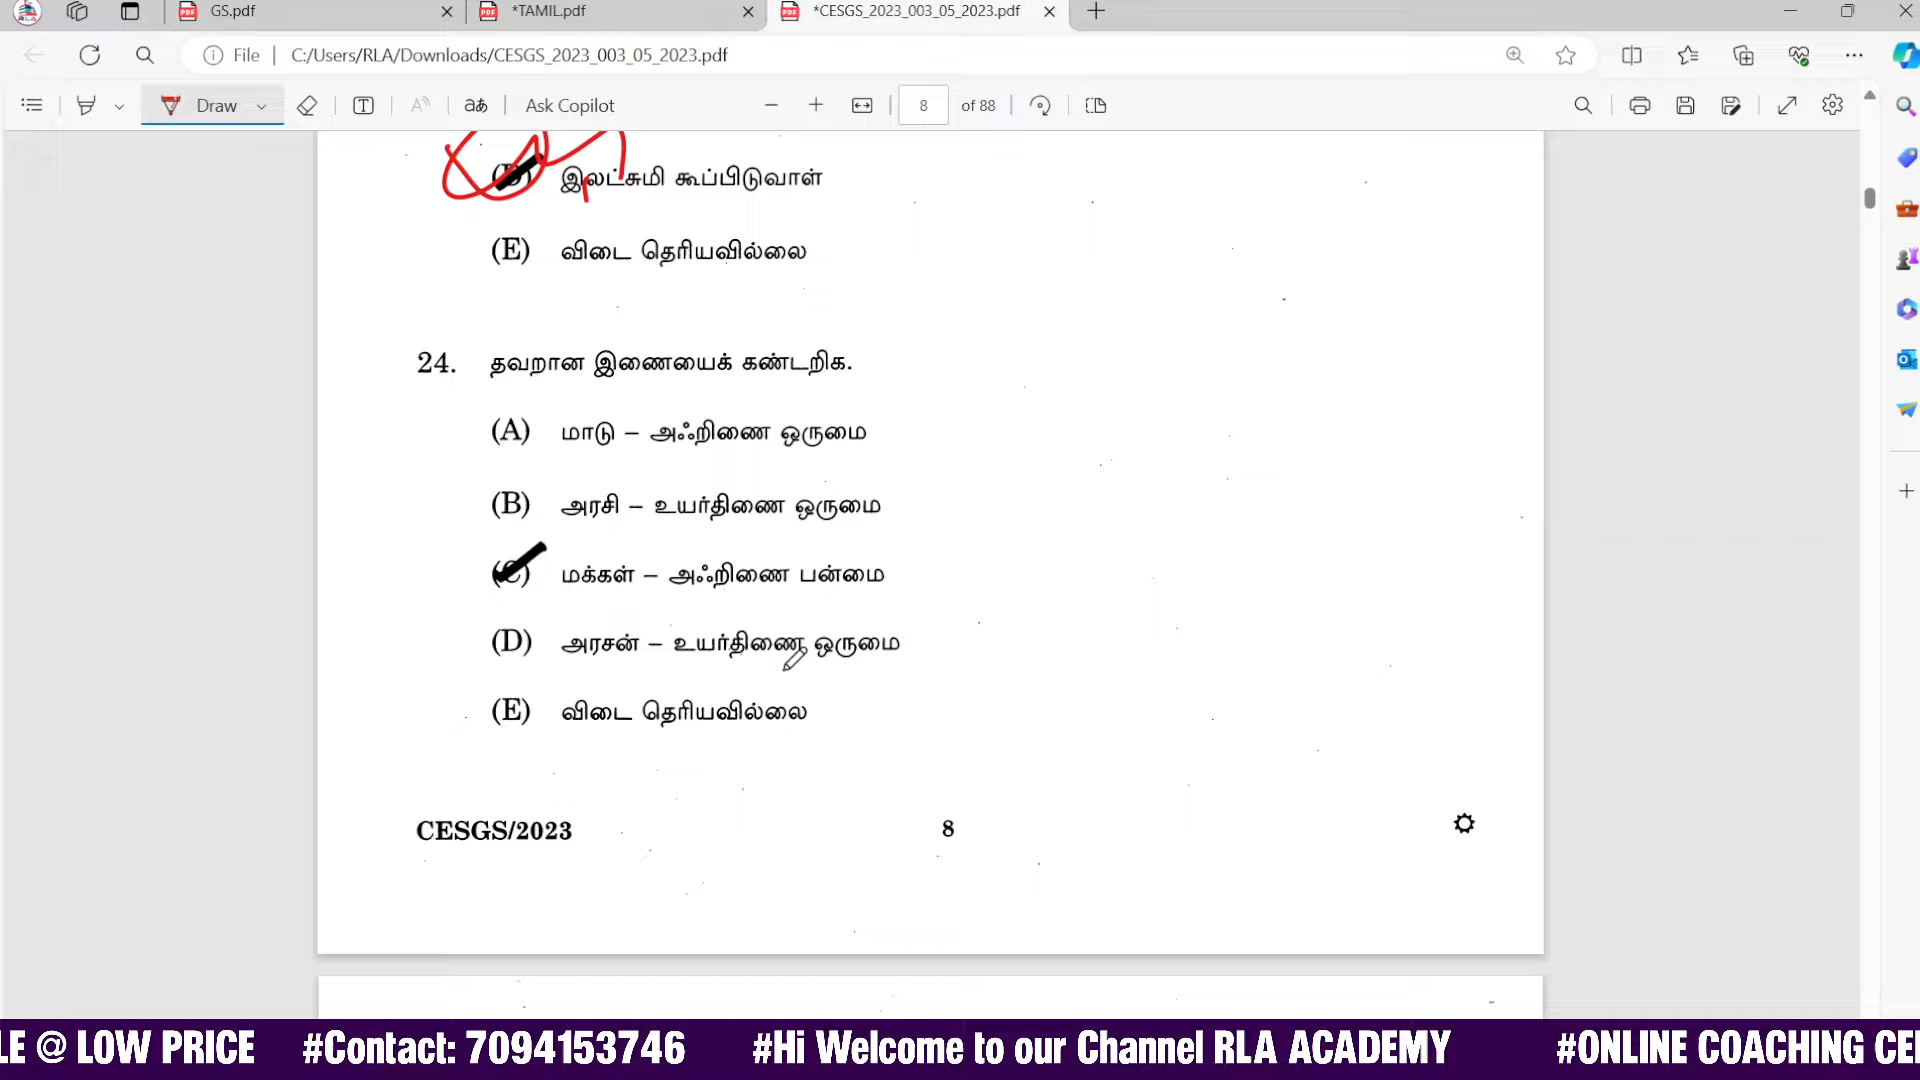 GS.pdf
*TAMIL.pdf
*CESGS_2023_003_05_2023.pdf
File
C:/Users/RLA/Downloads/CESGS_2023_003_05_2023.pdf
Draw
aあ
Ask Copilot
8 of 88
இலட்சுமி கூப்பிடுவாள்
(E) விடை தெரியவில்லை
24. தவறான இணையைக் கண்டறிக.
(A) மாடு – அஃறிணை ஒருமை
(B) அரசி – உயர்திணை ஒருமை
(C) மக்கள் – அஃறிணை பன்மை
(D) அரசன் – உயர்திணை ஒருமை
(E) விடை தெரியவில்லை
CESGS/2023 8
LE @ LOW PRICE #Contact: 7094153746 #Hi Welcome to our Channel RLA ACADEMY #ONLINE COACHING CE